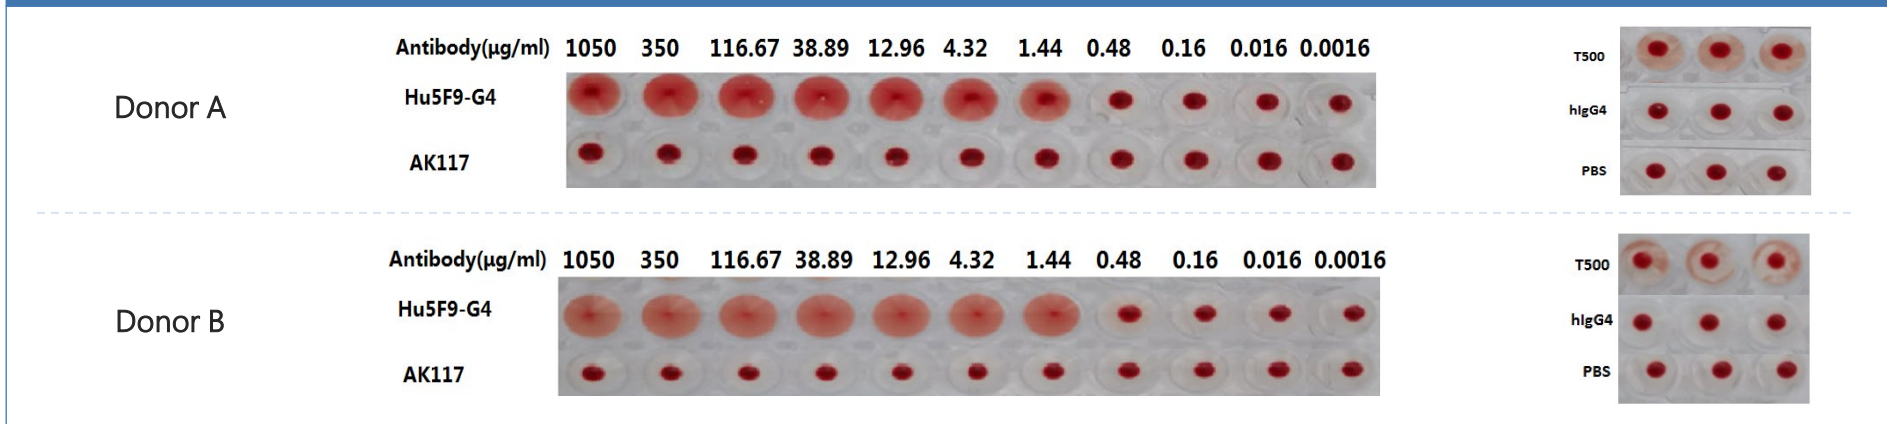 Antibody(μg/ml) 1050 350 116.67 38.89 12.96 4.32 1.44 0.48 0.16 0.016 0.0016
Donor A
Hu5F9-G4
AK117
T500
hIgG4
PBS
Antibody(μg/ml) 1050 350 116.67 38.89 12.96 4.32 1.44 0.48 0.16 0.016 0.0016
Donor B
Hu5F9-G4
AK117
T500
hIgG4
PBS